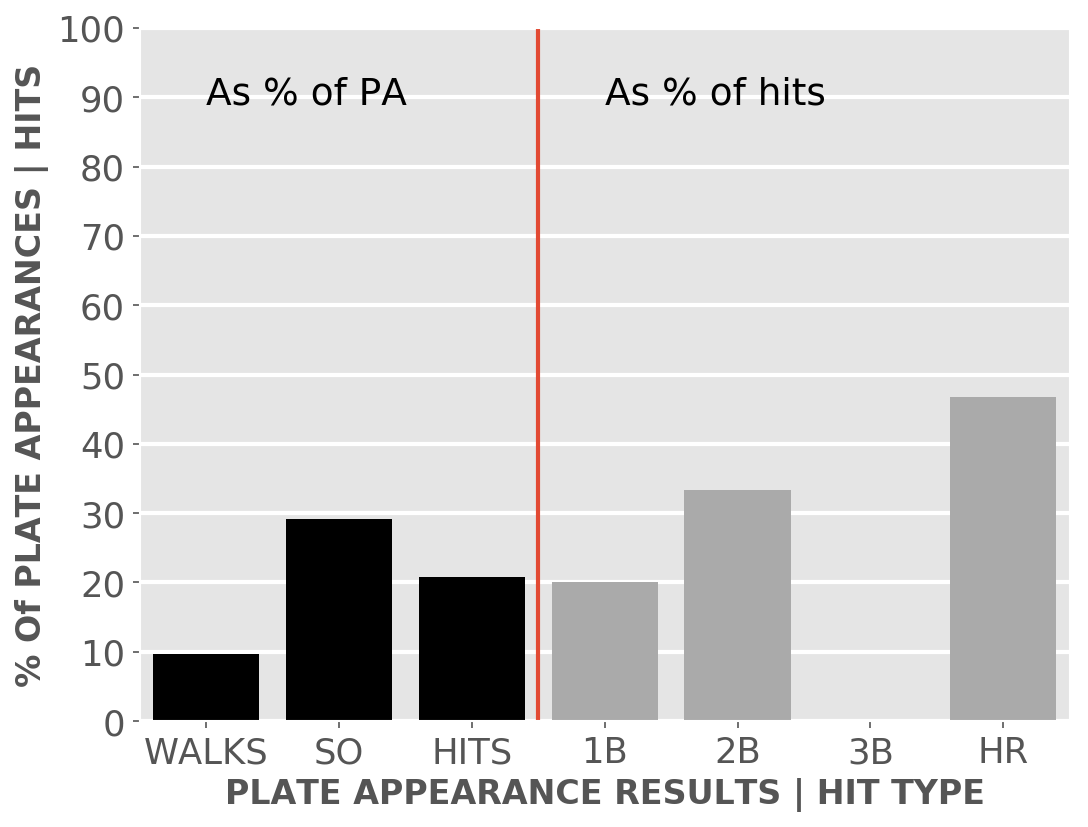 % Of PLATE APPEARANCES | HITS
100
90
80
70
60
50
40
30
20
10
0
As % of PA
As % of hits
WALKS SO HITS 1B 2B 3B HR
PLATE APPEARANCE RESULTS | HIT TYPE